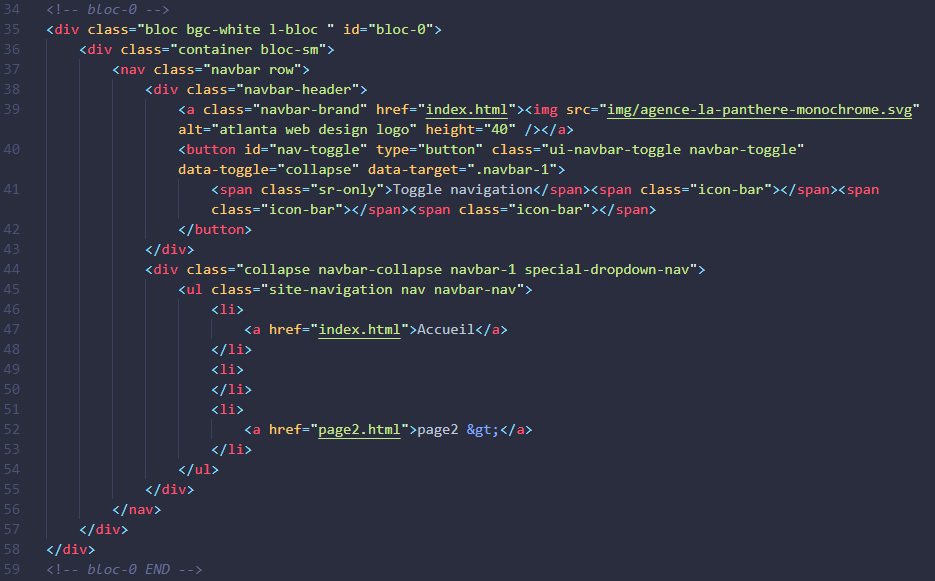 34 <!-- bloc-0 -->
35 <div class="bloc bgc-white l-bloc " id="bloc-0">
36 <div class="container bloc-sm">
37 <nav class="navbar row">
38 <div class="navbar-header">
39 <a class="navbar-brand" href="index.html"><img src="img/agence-la-panthere-monochrome.svg"
alt="atlanta web design logo" height="40" /></a>
40 <button id="nav-toggle" type="button" class="ui-navbar-toggle navbar-toggle"
data-toggle="collapse" data-target=".navbar-1">
41 <span class="sr-only">Toggle navigation</span><span class="icon-bar"></span><span
class="icon-bar"></span><span class="icon-bar"></span>
42 </button>
43 </div>
44 <div class="collapse navbar-collapse navbar-1 special-dropdown-nav">
45 <ul class="site-navigation nav navbar-nav">
46 <li>
47 <a href="index.html">Accueil</a>
48 </li>
49 <li>
50 </li>
51 <li>
52 <a href="page2.html">page2 &gt;</a>
53 </li>
54 </ul>
55 </div>
56 </nav>
57 </div>
58 </div>
59 <!-- bloc-0 END -->